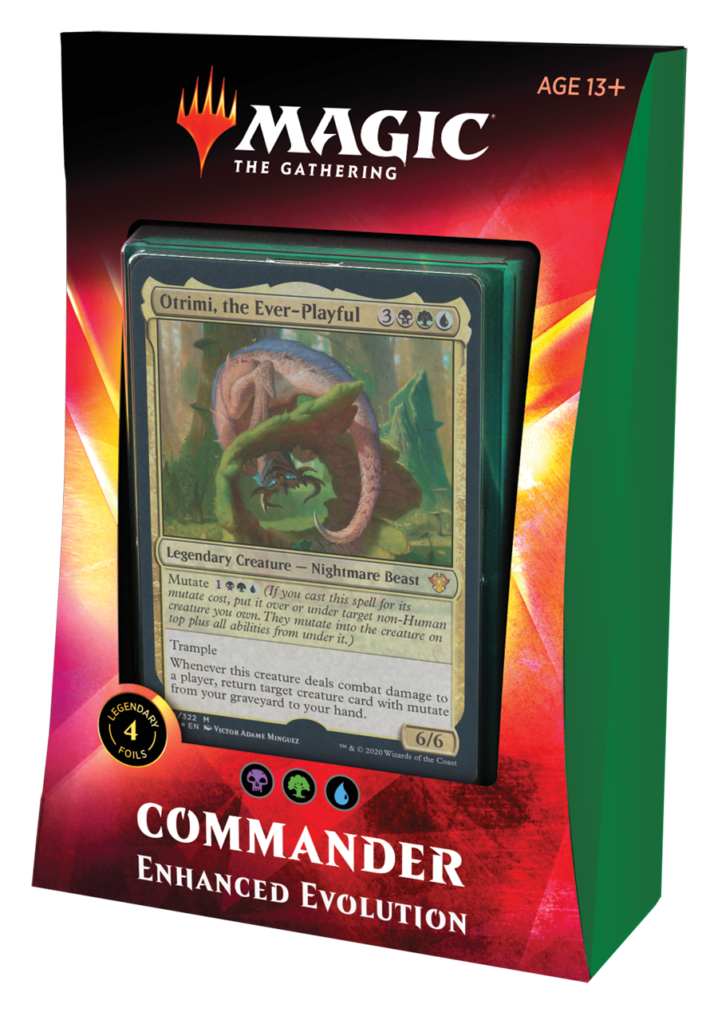 AGE 13+
MAGIC
THE GATHERING
Otrimi, the Ever-Playful 3
Legendary Creature — Nightmare Beast
Mutate 1 (If you cast this spell for its
mutate cost, put it over or under target non-Human
creature you own. They mutate into the creature on
top plus all abilities from under it.)
Trample
Whenever this creature deals combat damage to
a player, return target creature card with mutate
from your graveyard to your hand.
6/6
/322 M
• EN Victor Adame Minguez
™ & © 2020 Wizards of the Coast
LEGENDARY
4
FOILS
COMMANDER
ENHANCED EVOLUTION